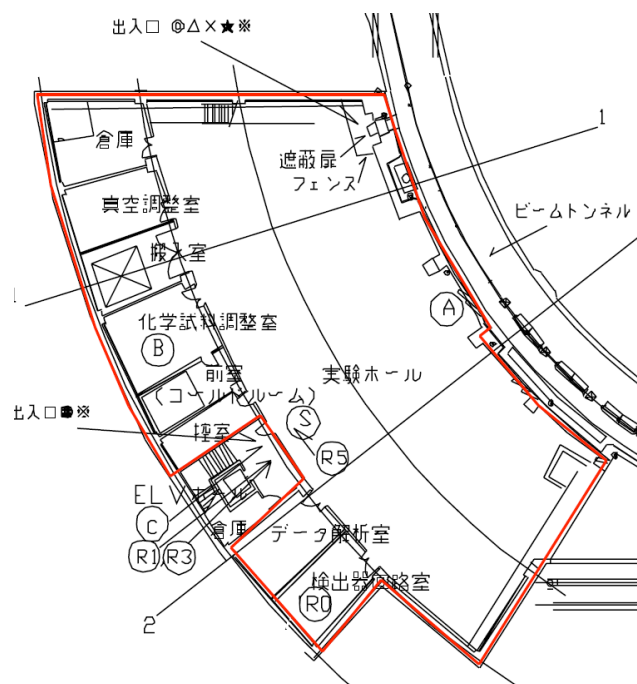 出入口 ◎△×★※
倉庫
遮蔽扉
フェンス
1
真空調整室
ビームトンネル
搬入室
1
A
化学試料調整室
B
前室
(コールドルーム)
実験ホール
出入口■●※
控室
S
R5
ELVホール
C
倉庫
データ解析室
R1,R3
検出器回路室
R0
2